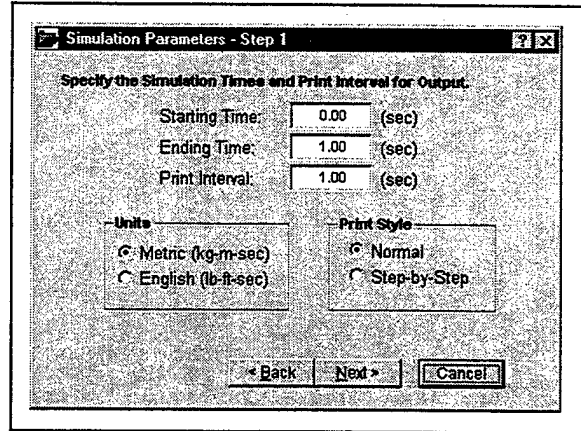 Simulation Parameters - Step 1
Specify the Simulation Times and Print Interval for Output.
Starting Time: 0.00 (sec)
Ending Time: 1.00 (sec)
Print Interval: 1.00 (sec)
Units
Metric (kg-m-sec)
English (lb-ft-sec)
Print Style
Normal
Step-by-Step
< Back Next > Cancel